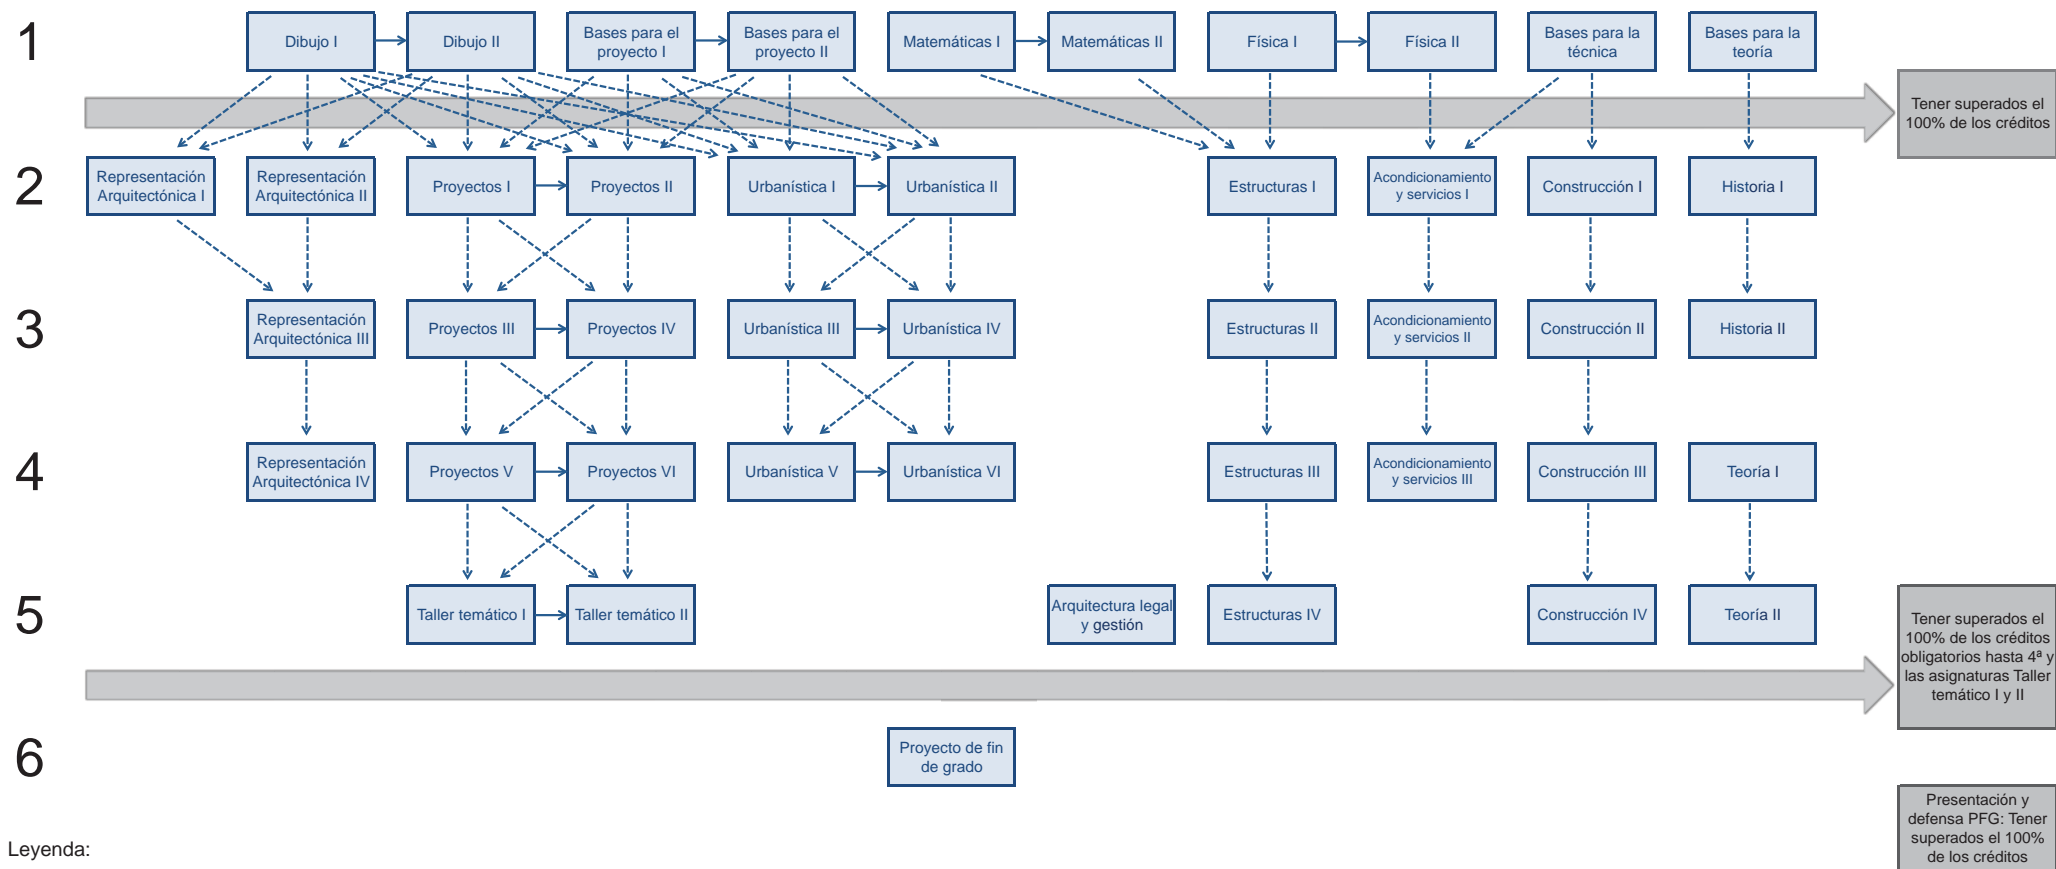 1
Dibujo I
Dibujo II
Bases para el
proyecto I
Bases para el
proyecto II
Matemáticas I
Matemáticas II
Física I
Física II
Bases para la
técnica
Bases para la
teoría
Tener superados el
100% de los créditos
2
Representación
Arquitectónica I
Representación
Arquitectónica II
Proyectos I
Proyectos II
Urbanística I
Urbanística II
Estructuras I
Acondicionamiento
y servicios I
Construcción I
Historia I
3
Representación
Arquitectónica III
Proyectos III
Proyectos IV
Urbanística III
Urbanística IV
Estructuras II
Acondicionamiento
y servicios II
Construcción II
Historia II
4
Representación
Arquitectónica IV
Proyectos V
Proyectos VI
Urbanística V
Urbanística VI
Estructuras III
Acondicionamiento
y servicios III
Construcción III
Teoría I
5
Taller temático I
Taller temático II
Arquitectura legal
y gestión
Estructuras IV
Construcción IV
Teoría II
Tener superados el
100% de los créditos
obligatorios hasta 4ª y
las asignaturas Taller
temático I y II
6
Proyecto de fin
de grado
Presentación y
defensa PFG: Tener
superados el 100%
de los créditos
Leyenda: